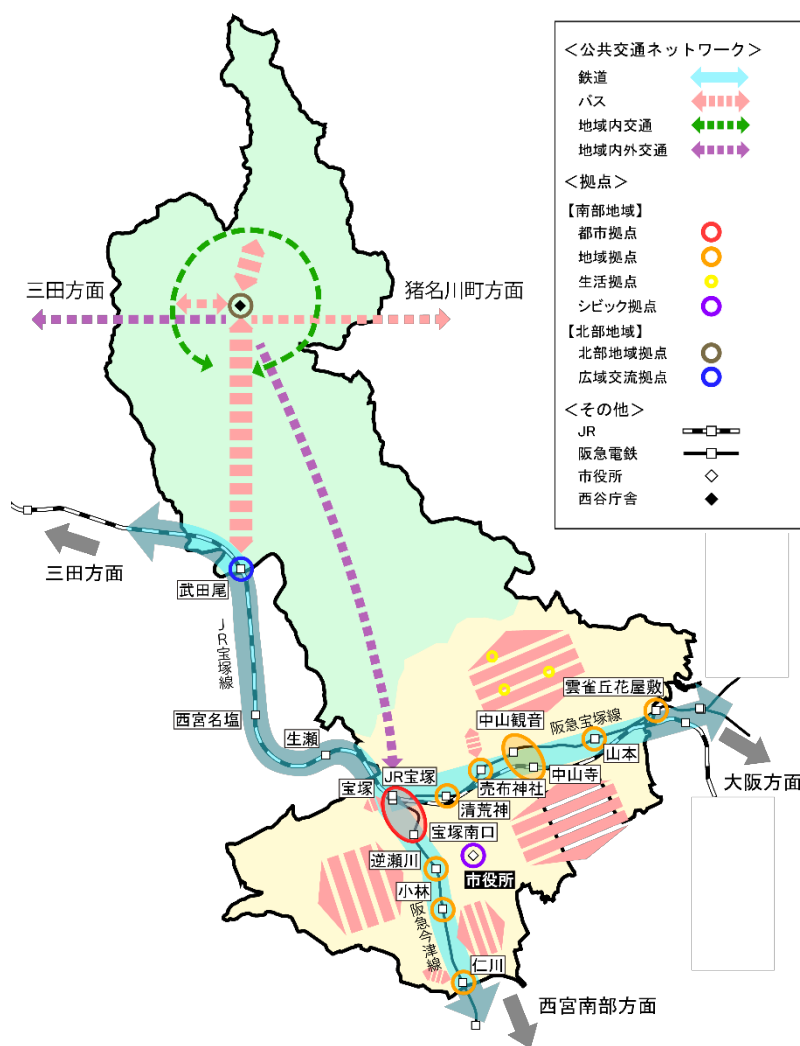 ＜公共交通ネットワーク＞
鉄道
バス
地域内交通
地域内外交通
＜拠点＞
【南部地域】
都市拠点
地域拠点
生活拠点
シビック拠点
【北部地域】
北部地域拠点
広域交流拠点
＜その他＞
JR
阪急電鉄
市役所
西谷庁舎
三田方面
猪名川町方面
三田方面
武田尾
JR宝塚線
西宮名塩
生瀬
宝塚
JR宝塚
中山観音
阪急宝塚線
雲雀丘花屋敷
山本
中山寺
売布神社
清荒神
大阪方面
宝塚南口
逆瀬川
市役所
小林
阪急今津線
仁川
西宮南部方面